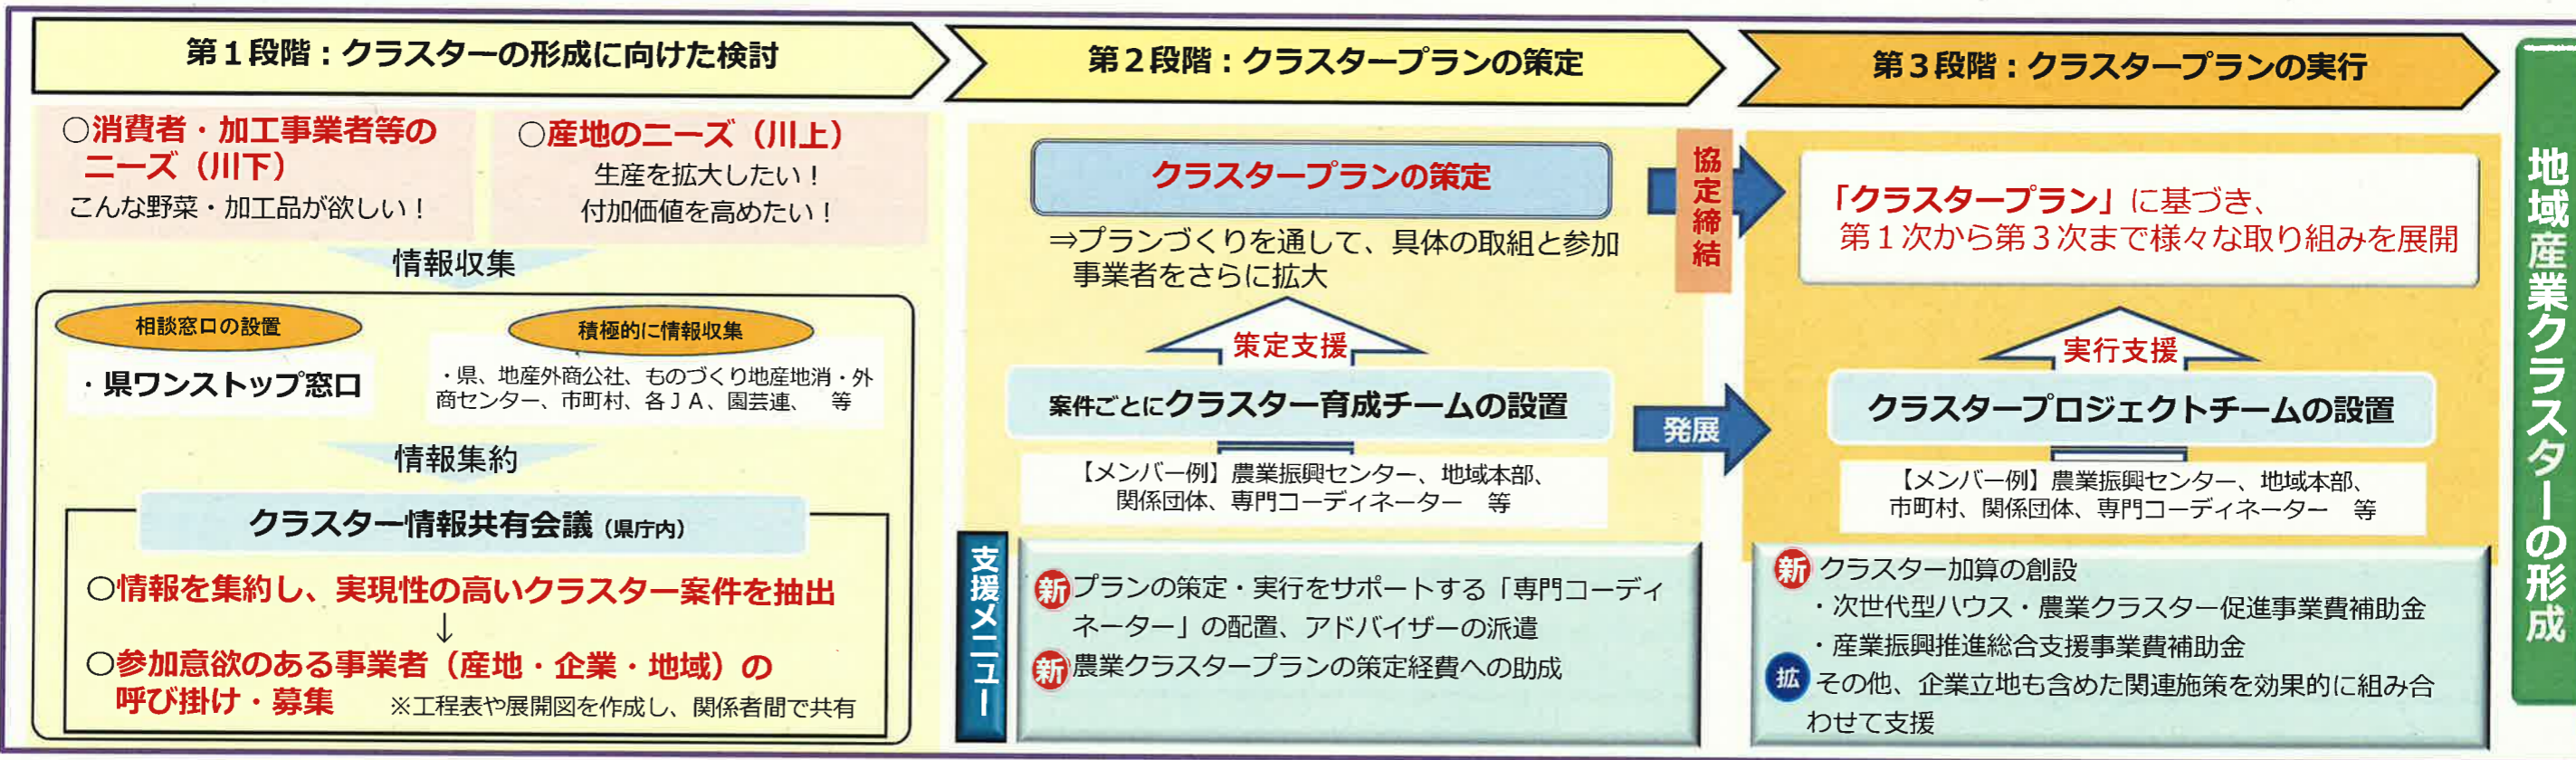 第１段階：クラスターの形成に向けた検討
○消費者・加工事業者等の
ニーズ（川下）
こんな野菜・加工品が欲しい！
○産地のニーズ（川上）
生産を拡大したい！
付加価値を高めたい！
情報収集
相談窓口の設置
・県ワンストップ窓口
積極的に情報収集
・県、地産外商公社、ものづくり地産地消・外
商センター、市町村、各ＪＡ、園芸連、　等
情報集約
クラスター情報共有会議（県庁内）
○情報を集約し、実現性の高いクラスター案件を抽出
↓
○参加意欲のある事業者（産地・企業・地域）の
呼び掛け・募集　※工程表や展開図を作成し、関係者間で共有
第２段階：クラスタープランの策定
クラスタープランの策定
⇒プランづくりを通して、具体の取組と参加
事業者をさらに拡大
策定支援
案件ごとにクラスター育成チームの設置
【メンバー例】農業振興センター、地域本部、
関係団体、専門コーディネーター　等
支援メニュー
新 プランの策定・実行をサポートする「専門コーディ
ネーター」の配置、アドバイザーの派遣
新 農業クラスタープランの策定経費への助成
協定締結
発展
第３段階：クラスタープランの実行
「クラスタープラン」に基づき、
第１次から第３次まで様々な取り組みを展開
実行支援
クラスタープロジェクトチームの設置
【メンバー例】農業振興センター、地域本部、
市町村、関係団体、専門コーディネーター　等
新 クラスター加算の創設
・次世代型ハウス・農業クラスター促進事業費補助金
・産業振興推進総合支援事業費補助金
拡 その他、企業立地も含めた関連施策を効果的に組み合
わせて支援
地域産業クラスターの形成